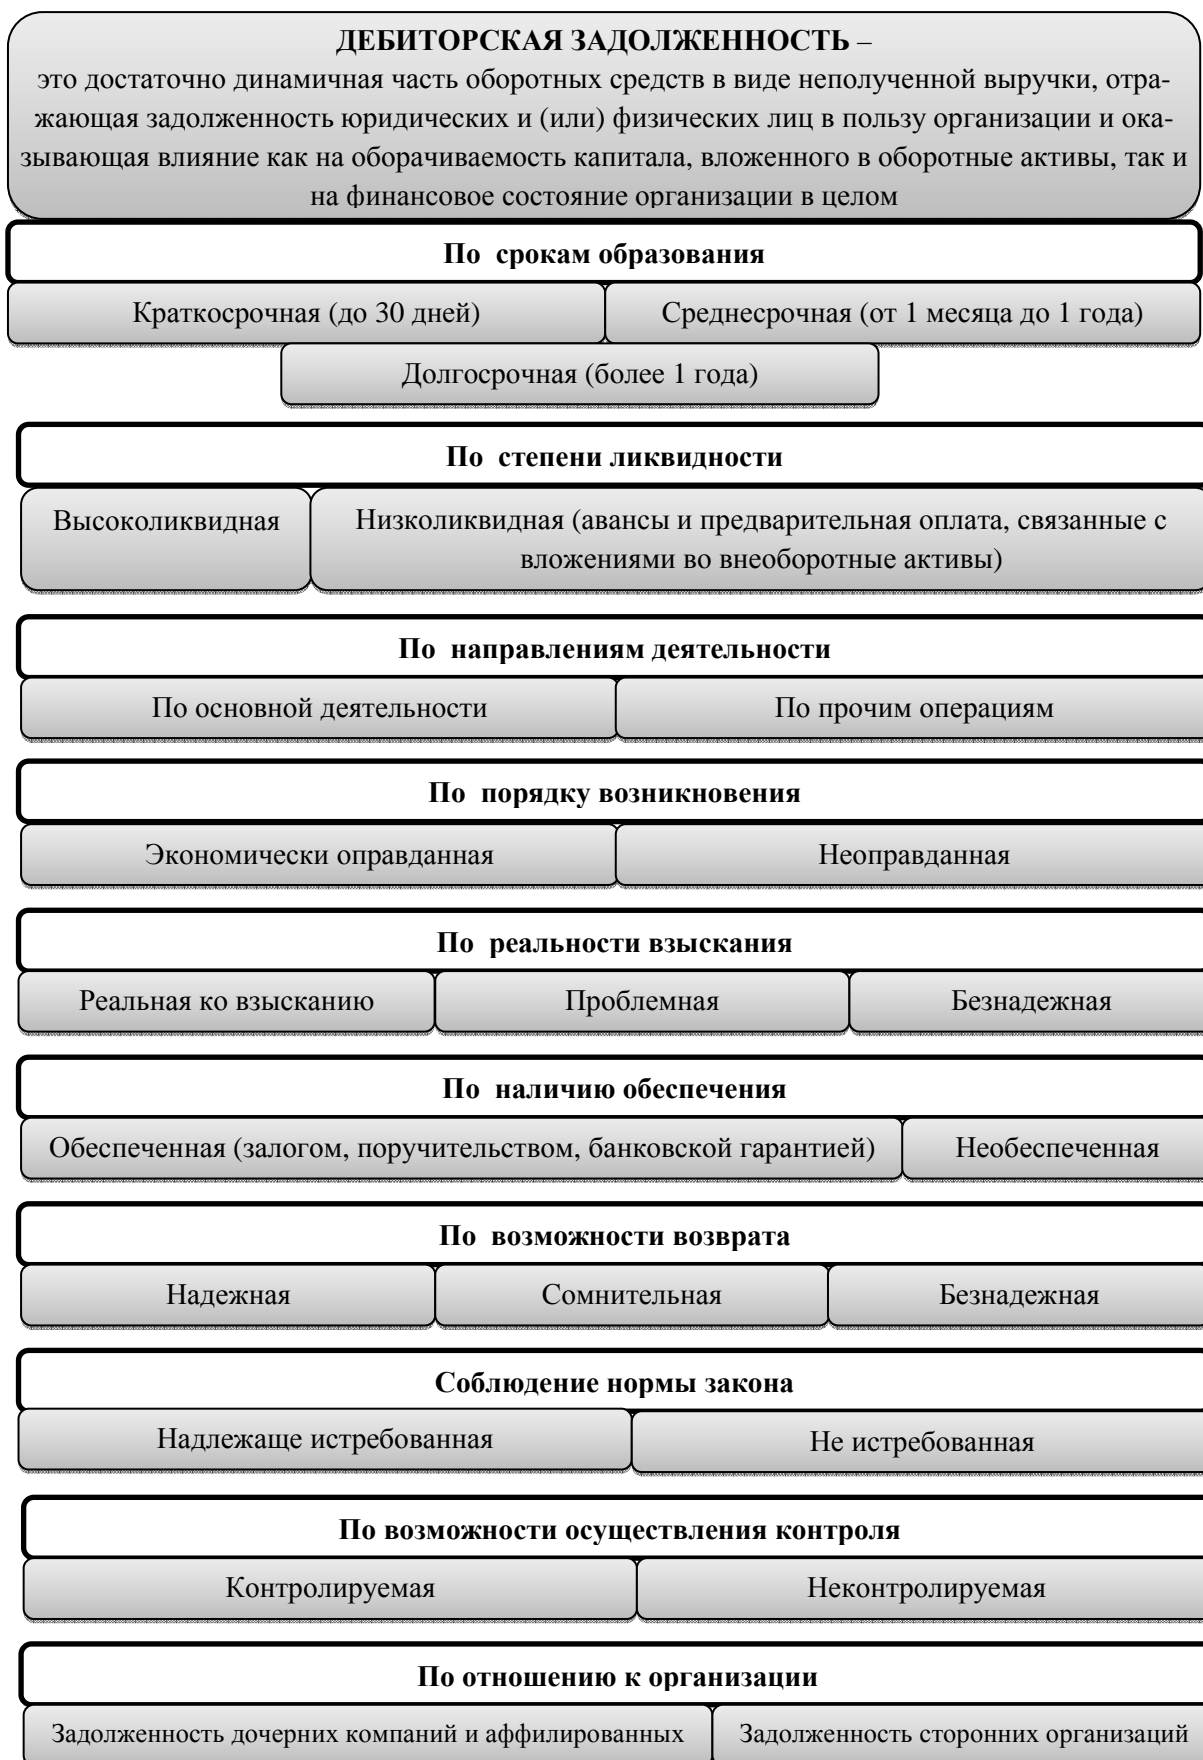 ДЕБИТОРСКАЯ ЗАДОЛЖЕННОСТЬ –
это достаточно динамичная часть оборотных средств в виде неполученной выручки, отра-
жающая задолженность юридических и (или) физических лиц в пользу организации и ока-
зывающая влияние как на оборачиваемость капитала, вложенного в оборотные активы, так и
на финансовое состояние организации в целом
По срокам образования
Краткосрочная (до 30 дней)
Среднесрочная (от 1 месяца до 1 года)
Долгосрочная (более 1 года)
По степени ликвидности
Высоколиквидная
Низколиквидная (авансы и предварительная оплата, связанные с
вложениями во внеоборотные активы)
По направлениям деятельности
По основной деятельности
По прочим операциям
По порядку возникновения
Экономически оправданная
Неоправданная
По реальности взыскания
Реальная ко взысканию
Проблемная
Безнадежная
По наличию обеспечения
Обеспеченная (залогом, поручительством, банковской гарантией)
Необеспеченная
По возможности возврата
Надежная
Сомнительная
Безнадежная
Соблюдение нормы закона
Надлежаще истребованная
Не истребованная
По возможности осуществления контроля
Контролируемая
Неконтролируемая
По отношению к организации
Задолженность дочерних компаний и аффилированных
Задолженность сторонних организаций